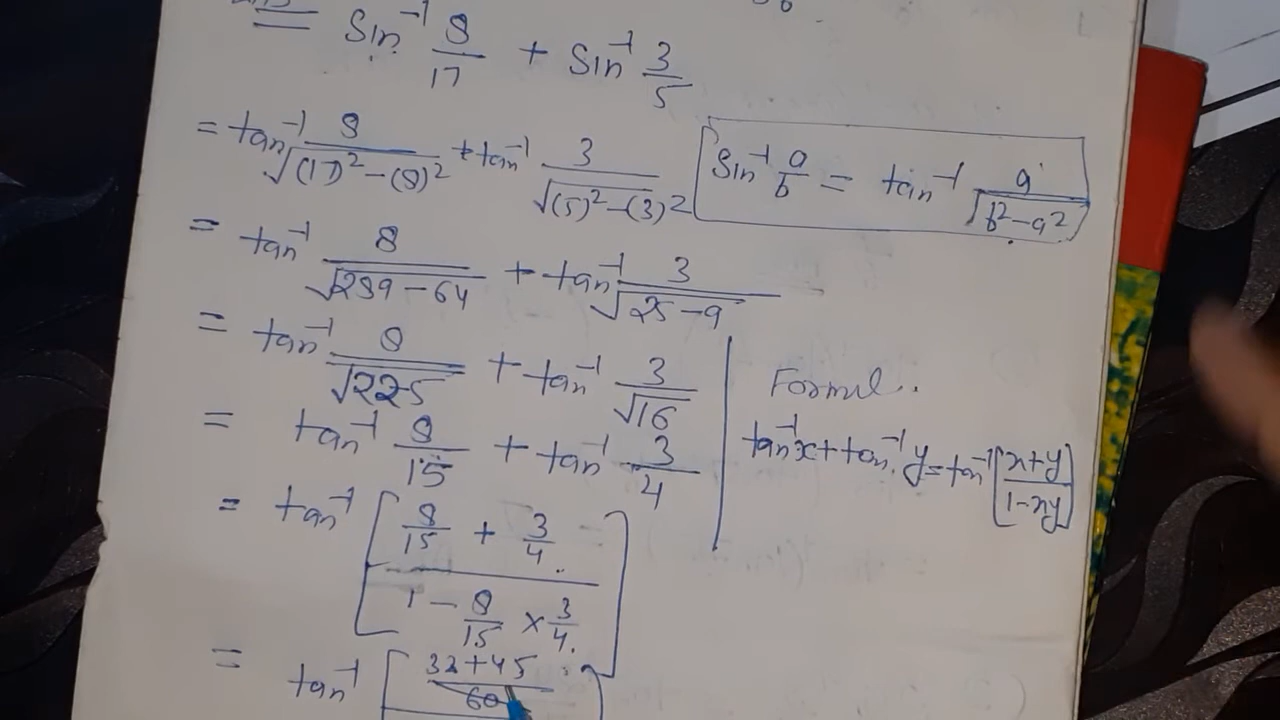 Sin⁻¹ 8/17 + Sin⁻¹ 3/5
= tan⁻¹ 8/√(17)²-(8)² + tan⁻¹ 3/√(5)²-(3)²
Sin⁻¹ a/b = tan⁻¹ a/√b²-a²
= tan⁻¹ 8/√289-64 + tan⁻¹ 3/√25-9
= tan⁻¹ 8/√225 + tan⁻¹ 3/√16
= tan⁻¹ 8/15 + tan⁻¹ 3/4
Formul.
tan⁻¹x+tan⁻¹y=tan⁻¹[x+y/1-xy]
= tan⁻¹ [8/15 + 3/4. / 1 - 8/15 × 3/4.]
= tan⁻¹ [32+45/60